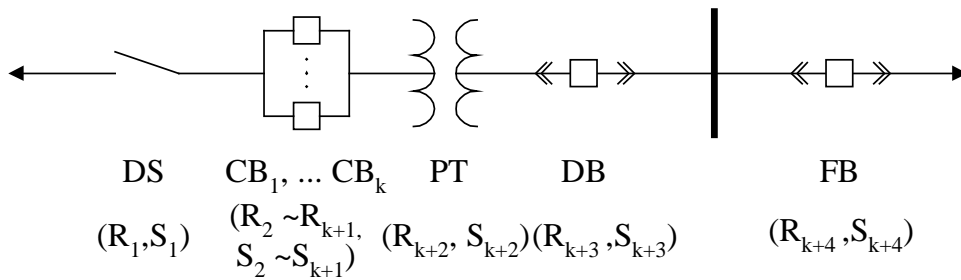 DS CB₁, ... CBₖ PT DB FB
(R₁,S₁) (R₂ ~Rₖ₊₁, S₂ ~Sₖ₊₁) (Rₖ₊₂, Sₖ₊₂) (Rₖ₊₃ ,Sₖ₊₃) (Rₖ₊₄ ,Sₖ₊₄)